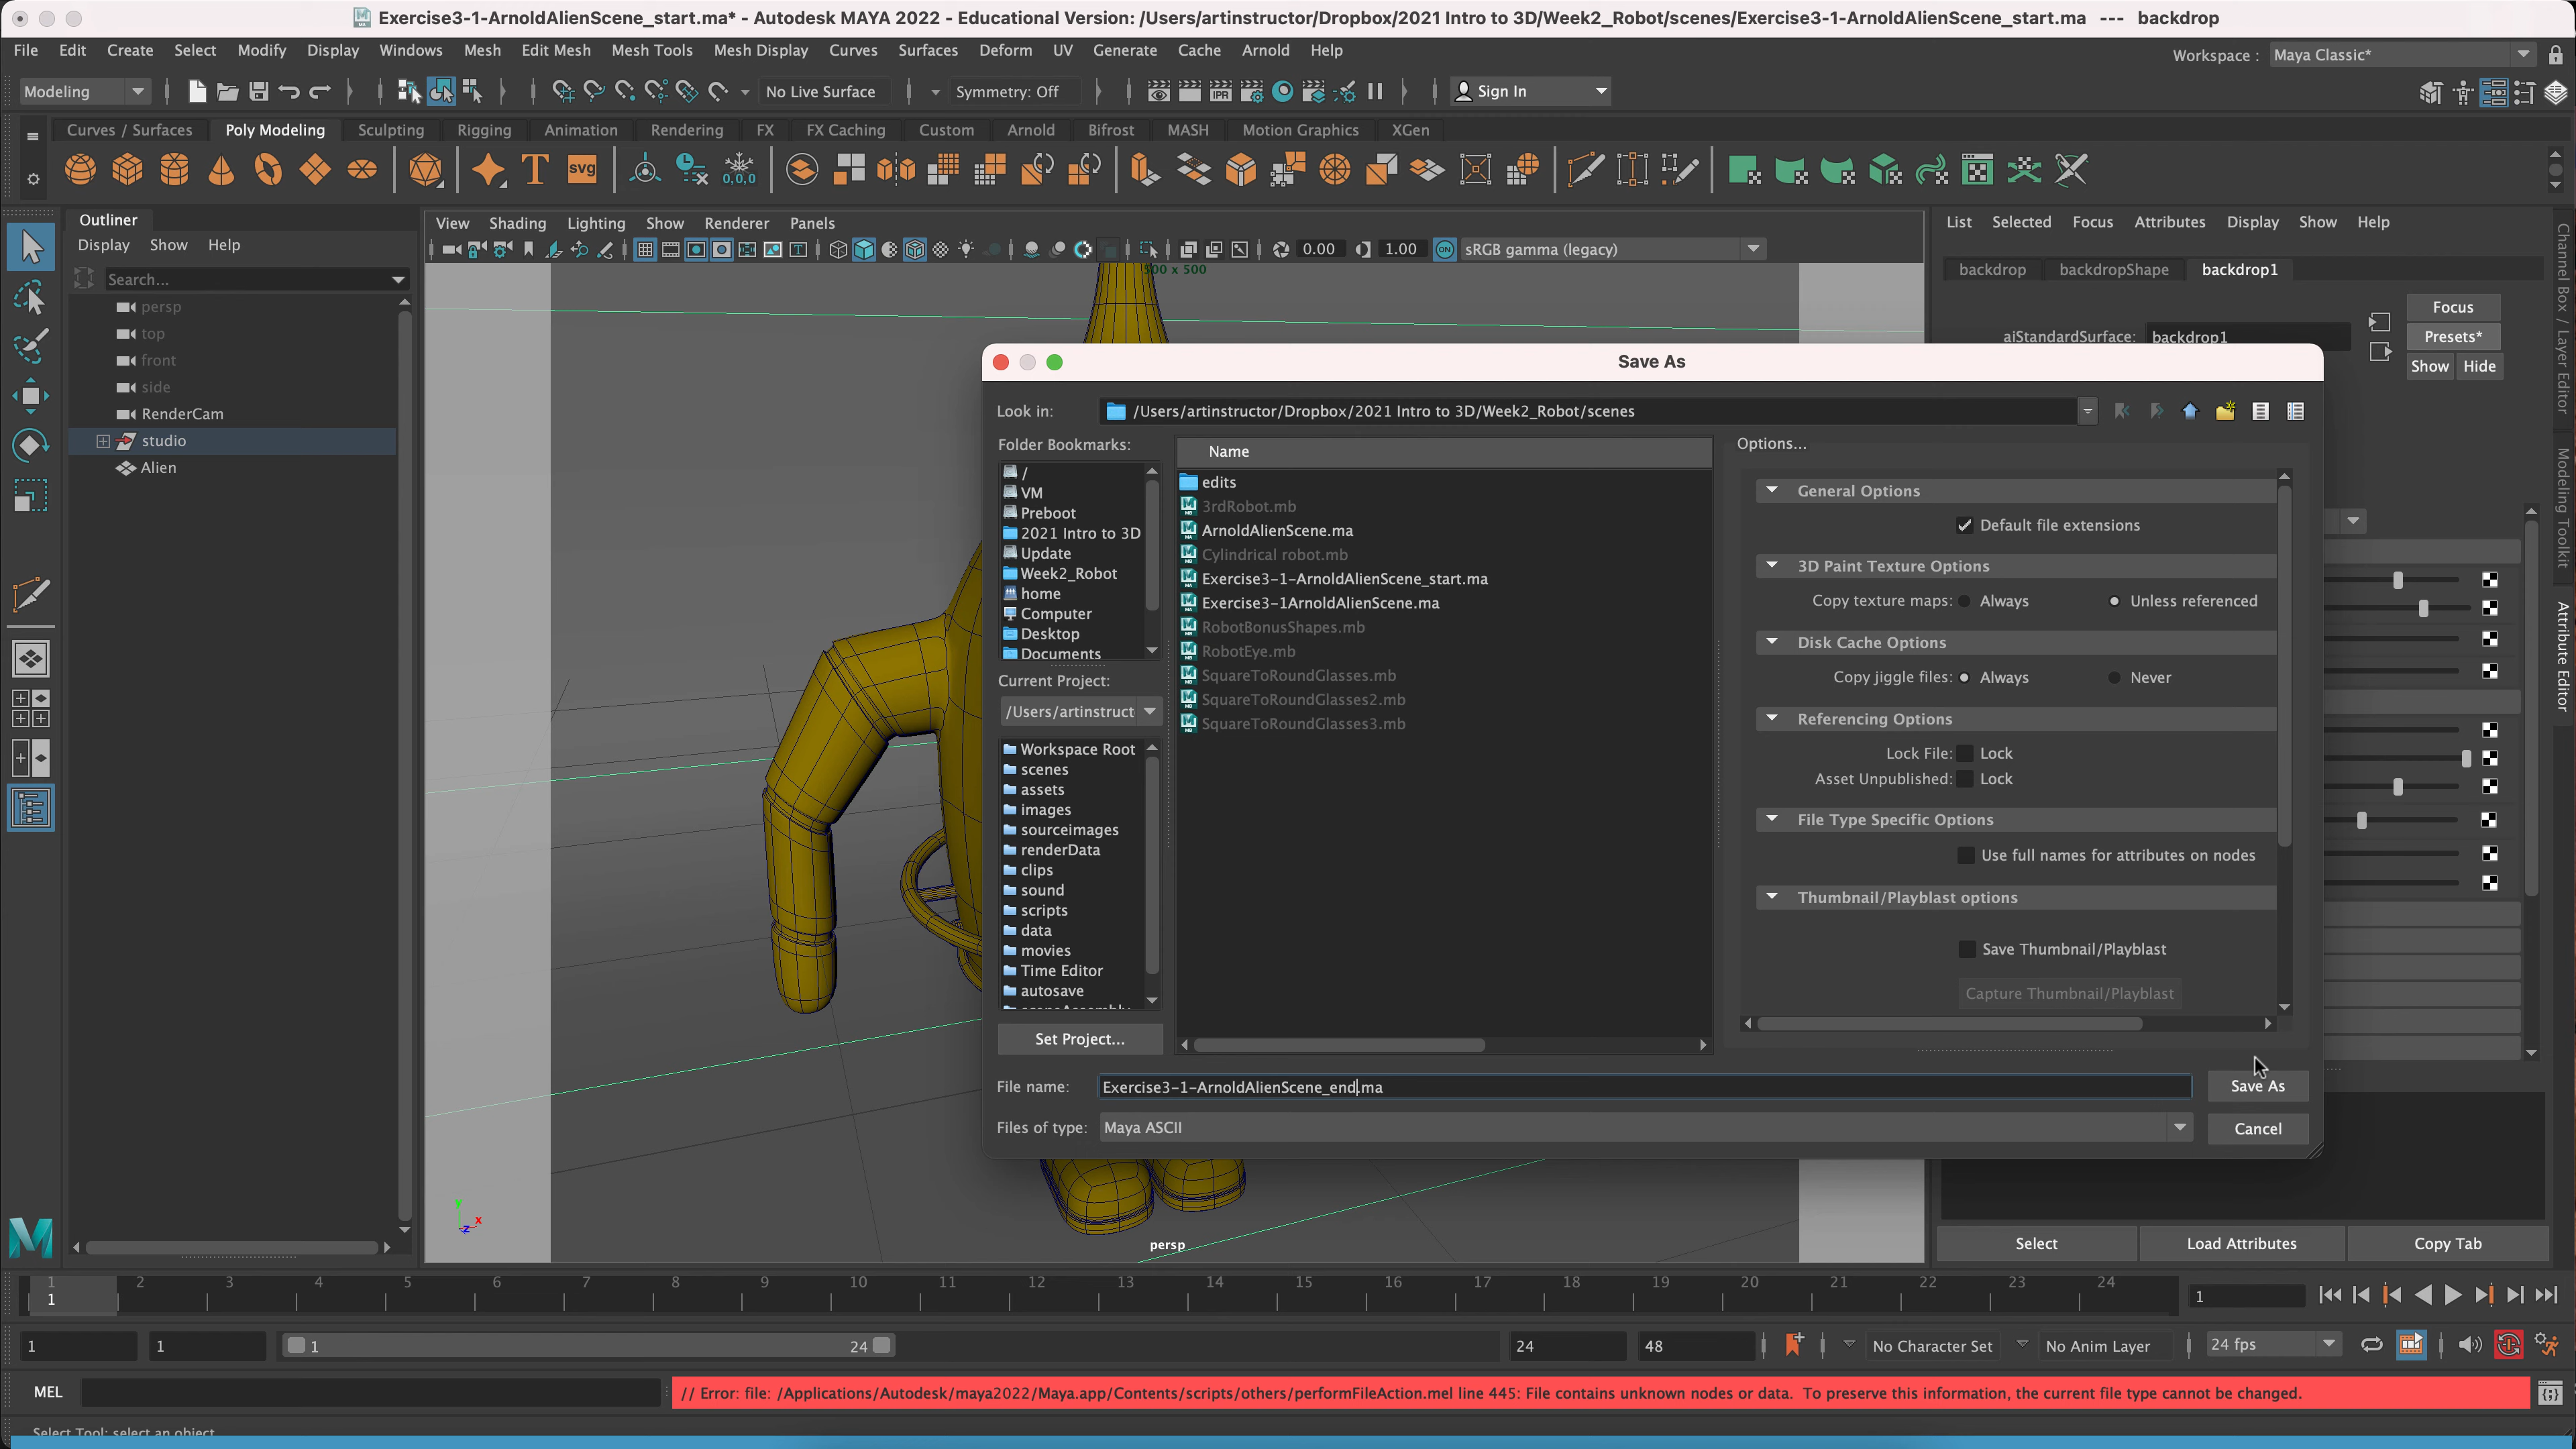 Exercise3-1-ArnoldAlienScene_start.ma* - Autodesk MAYA 2022 - Educational Version: /Users/artinstructor/Dropbox/2021 Intro to 3D/Week2_Robot/scenes/Exercise3-1-ArnoldAlienScene_start.ma --- backdrop
File Edit Create Select Modify Display Windows Mesh Edit Mesh Mesh Tools Mesh Display Curves Surfaces Deform UV Generate Cache Arnold Help
Workspace : Maya Classic*
Modeling
No Live Surface
Symmetry: Off
IPR
Sign In
Curves / Surfaces Poly Modeling Sculpting Rigging Animation Rendering FX FX Caching Custom Arnold Bifrost MASH Motion Graphics XGen
T
svg
0,0,0
Outliner
Display Show Help
Search...
persp
top
front
side
RenderCam
studio
Alien
View Shading Lighting Show Renderer Panels
0.00
1.00
ON
sRGB gamma (legacy)
500 x 500
persp
Y
X
Z
List Selected Focus Attributes Display Show Help
backdrop backdropShape backdrop1
Focus
aiStandardSurface: backdrop1
Presets*
Show Hide
Channel Box / Layer Editor
Modeling Toolkit
Attribute Editor
Save As
Look in: /Users/artinstructor/Dropbox/2021 Intro to 3D/Week2_Robot/scenes
Folder Bookmarks:
/
VM
Preboot
2021 Intro to 3D
Update
Week2_Robot
home
Computer
Desktop
Documents
Current Project:
/Users/artinstruct
Workspace Root
scenes
assets
images
sourceimages
renderData
clips
sound
scripts
data
movies
Time Editor
autosave
Set Project...
Name
edits
3rdRobot.mb
ArnoldAlienScene.ma
Cylindrical robot.mb
Exercise3-1-ArnoldAlienScene_start.ma
Exercise3-1ArnoldAlienScene.ma
RobotBonusShapes.mb
RobotEye.mb
SquareToRoundGlasses.mb
SquareToRoundGlasses2.mb
SquareToRoundGlasses3.mb
Options...
General Options
Default file extensions
3D Paint Texture Options
Copy texture maps: Always Unless referenced
Disk Cache Options
Copy jiggle files: Always Never
Referencing Options
Lock File: Lock
Asset Unpublished: Lock
File Type Specific Options
Use full names for attributes on nodes
Thumbnail/Playblast options
Save Thumbnail/Playblast
Capture Thumbnail/Playblast
File name: Exercise3-1-ArnoldAlienScene_end.ma
Save As
Files of type: Maya ASCII
Cancel
Select
Load Attributes
Copy Tab
1 2 3 4 5 6 7 8 9 10 11 12 13 14 15 16 17 18 19 20 21 22 23 24
1
1
1
1
1
24
24
48
No Character Set
No Anim Layer
24 fps
MEL
// Error: file: /Applications/Autodesk/maya2022/Maya.app/Contents/scripts/others/performFileAction.mel line 445: File contains unknown nodes or data. To preserve this information, the current file type cannot be changed.
Select Tool: select an object